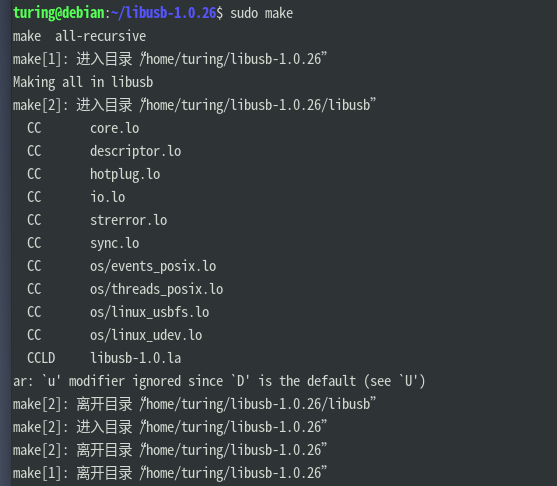 turing@debian:~/libusb-1.0.26$ sudo make
make  all-recursive
make[1]: 进入目录“/home/turing/libusb-1.0.26”
Making all in libusb
make[2]: 进入目录“/home/turing/libusb-1.0.26/libusb”
  CC       core.lo
  CC       descriptor.lo
  CC       hotplug.lo
  CC       io.lo
  CC       strerror.lo
  CC       sync.lo
  CC       os/events_posix.lo
  CC       os/threads_posix.lo
  CC       os/linux_usbfs.lo
  CC       os/linux_udev.lo
  CCLD     libusb-1.0.la
ar: `u' modifier ignored since `D' is the default (see `U')
make[2]: 离开目录“/home/turing/libusb-1.0.26/libusb”
make[2]: 进入目录“/home/turing/libusb-1.0.26”
make[2]: 离开目录“/home/turing/libusb-1.0.26”
make[1]: 离开目录“/home/turing/libusb-1.0.26”